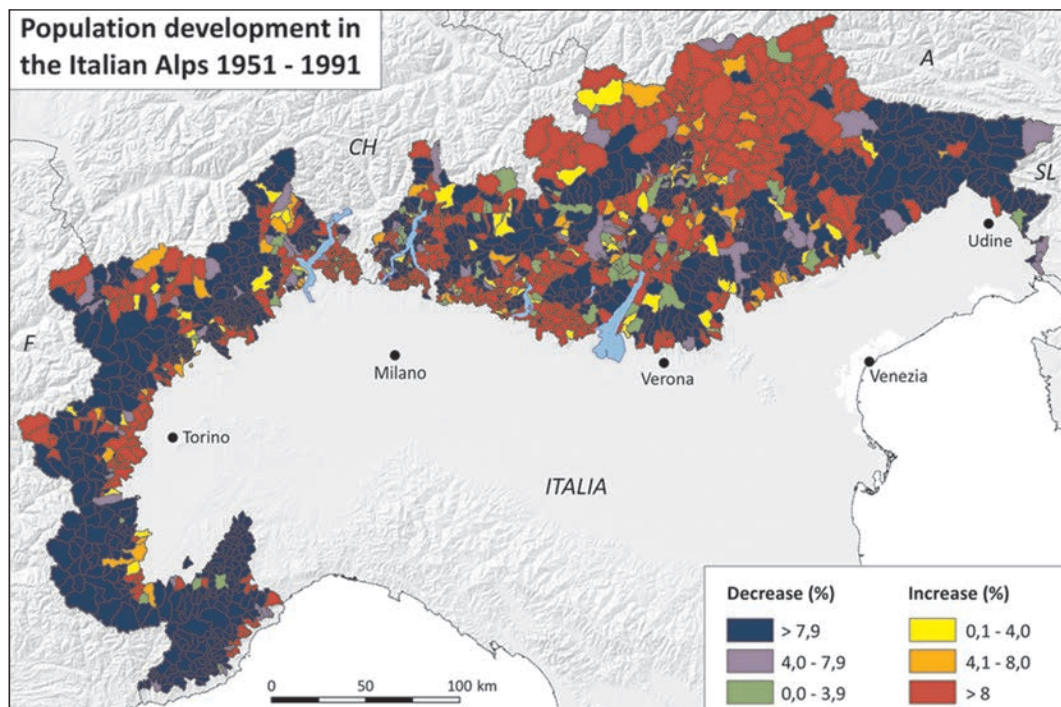 Population development in
the Italian Alps 1951 - 1991
A
CH
SL
Udine
F
Milano
Verona
Venezia
Torino
ITALIA
Decrease (%)
> 7,9
4,0 - 7,9
0,0 - 3,9
Increase (%)
0,1 - 4,0
4,1 - 8,0
> 8
0 50 100 km